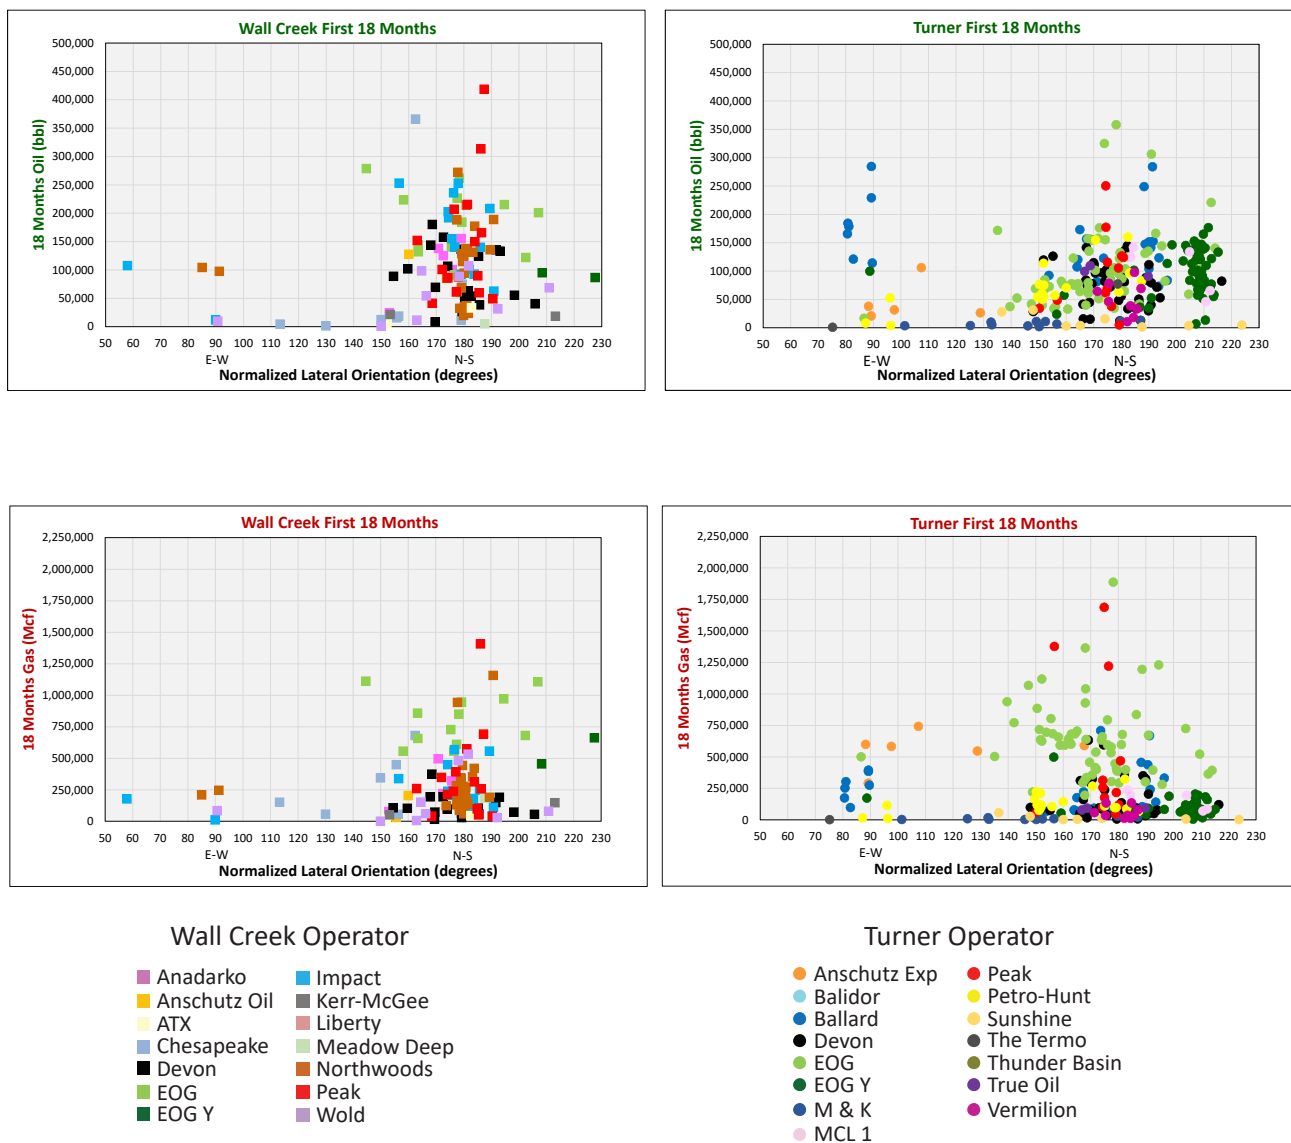 Wall Creek First 18 Months
18 Months Oil (bbl)
500,000
450,000
400,000
350,000
300,000
250,000
200,000
150,000
100,000
50,000
0
50 60 70 80 90 100 110 120 130 140 150 160 170 180 190 200 210 220 230
E-W N-S
Normalized Lateral Orientation (degrees)
Turner First 18 Months
18 Months Oil (bbl)
500,000
450,000
400,000
350,000
300,000
250,000
200,000
150,000
100,000
50,000
0
50 60 70 80 90 100 110 120 130 140 150 160 170 180 190 200 210 220 230
E-W N-S
Normalized Lateral Orientation (degrees)
Wall Creek First 18 Months
18 Months Gas (Mcf)
2,250,000
2,000,000
1,750,000
1,500,000
1,250,000
1,000,000
750,000
500,000
250,000
0
50 60 70 80 90 100 110 120 130 140 150 160 170 180 190 200 210 220 230
E-W N-S
Normalized Lateral Orientation (degrees)
Turner First 18 Months
18 Months Gas (Mcf)
2,250,000
2,000,000
1,750,000
1,500,000
1,250,000
1,000,000
750,000
500,000
250,000
0
50 60 70 80 90 100 110 120 130 140 150 160 170 180 190 200 210 220 230
E-W N-S
Normalized Lateral Orientation (degrees)
Wall Creek Operator
Anadarko
Anschutz Oil
ATX
Chesapeake
Devon
EOG
EOG Y
Impact
Kerr-McGee
Liberty
Meadow Deep
Northwoods
Peak
Wold
Turner Operator
Anschutz Exp
Balidor
Ballard
Devon
EOG
EOG Y
M & K
MCL 1
Peak
Petro-Hunt
Sunshine
The Termo
Thunder Basin
True Oil
Vermilion